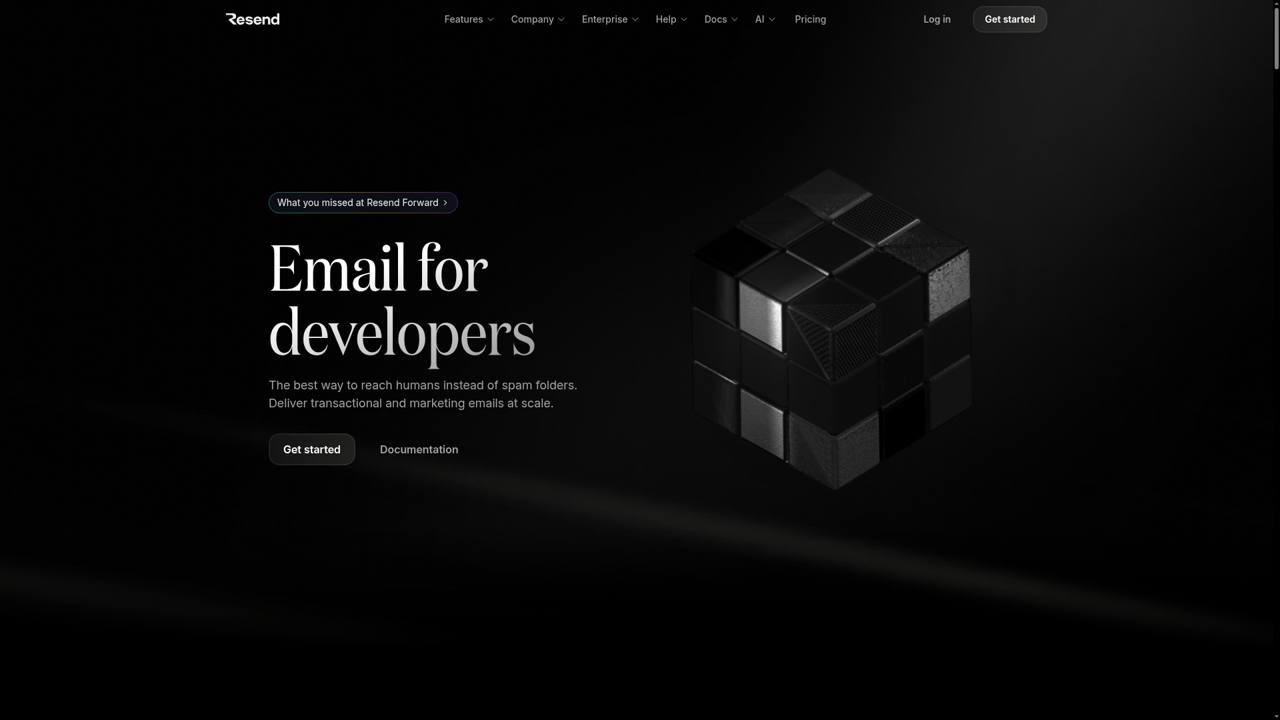 Resend
Features
Company
Enterprise
Help
Docs
AI
Pricing
Log in
Get started
What you missed at Resend Forward
Email for
developers
The best way to reach humans instead of spam folders.
Deliver transactional and marketing emails at scale.
Get started
Documentation